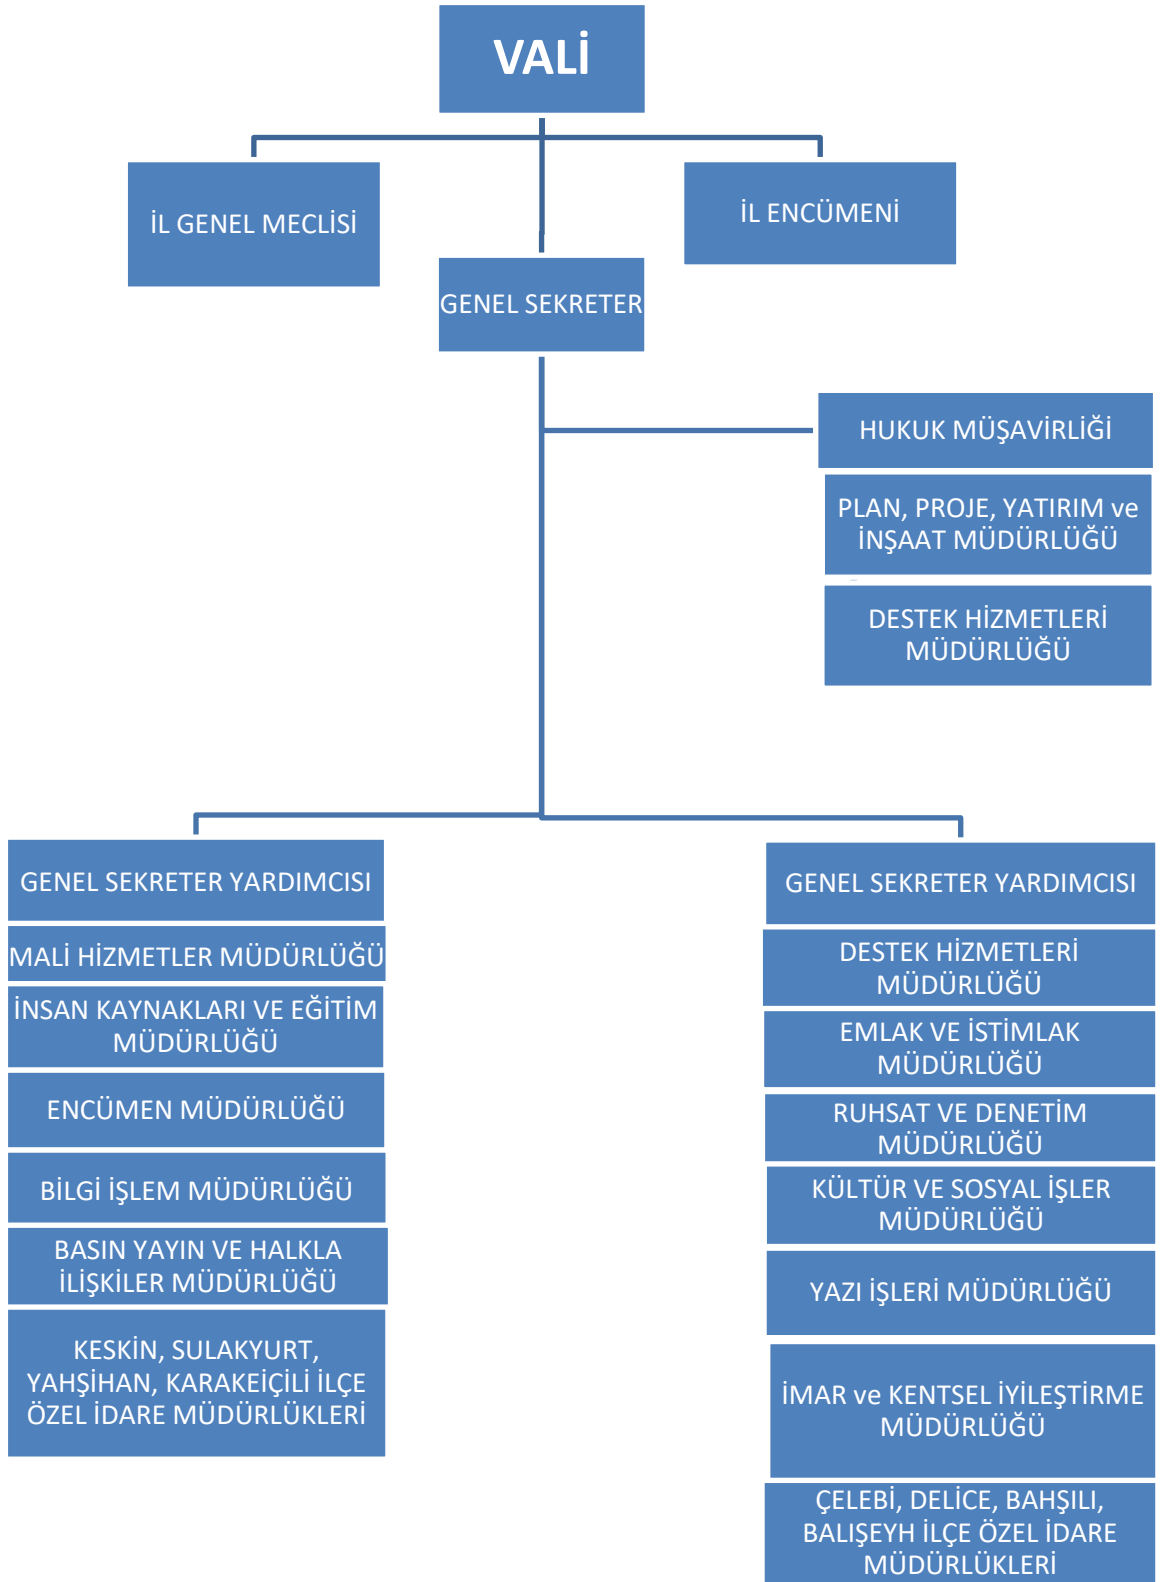 VALİ
İL GENEL MECLİSİ
İL ENCÜMENİ
GENEL SEKRETER
HUKUK MÜŞAVİRLİĞİ
PLAN, PROJE, YATIRIM ve
İNŞAAT MÜDÜRLÜĞÜ
DESTEK HİZMETLERİ
MÜDÜRLÜĞÜ
GENEL SEKRETER YARDIMCISI
MALİ HİZMETLER MÜDÜRLÜĞÜ
İNSAN KAYNAKLARI VE EĞİTİM
MÜDÜRLÜĞÜ
ENCÜMEN MÜDÜRLÜĞÜ
BİLGİ İŞLEM MÜDÜRLÜĞÜ
BASIN YAYIN VE HALKLA
İLİŞKİLER MÜDÜRLÜĞÜ
KESKİN, SULAKYURT,
YAHŞİHAN, KARAKEİÇİLİ İLÇE
ÖZEL İDARE MÜDÜRLÜKLERİ
GENEL SEKRETER YARDIMCISI
DESTEK HİZMETLERİ
MÜDÜRLÜĞÜ
EMLAK VE İSTİMLAK
MÜDÜRLÜĞÜ
RUHSAT VE DENETİM
MÜDÜRLÜĞÜ
KÜLTÜR VE SOSYAL İŞLER
MÜDÜRLÜĞÜ
YAZI İŞLERİ MÜDÜRLÜĞÜ
İMAR ve KENTSEL İYİLEŞTİRME
MÜDÜRLÜĞÜ
ÇELEBİ, DELİCE, BAHŞILI,
BALIŞEYH İLÇE ÖZEL İDARE
MÜDÜRLÜKLERİ